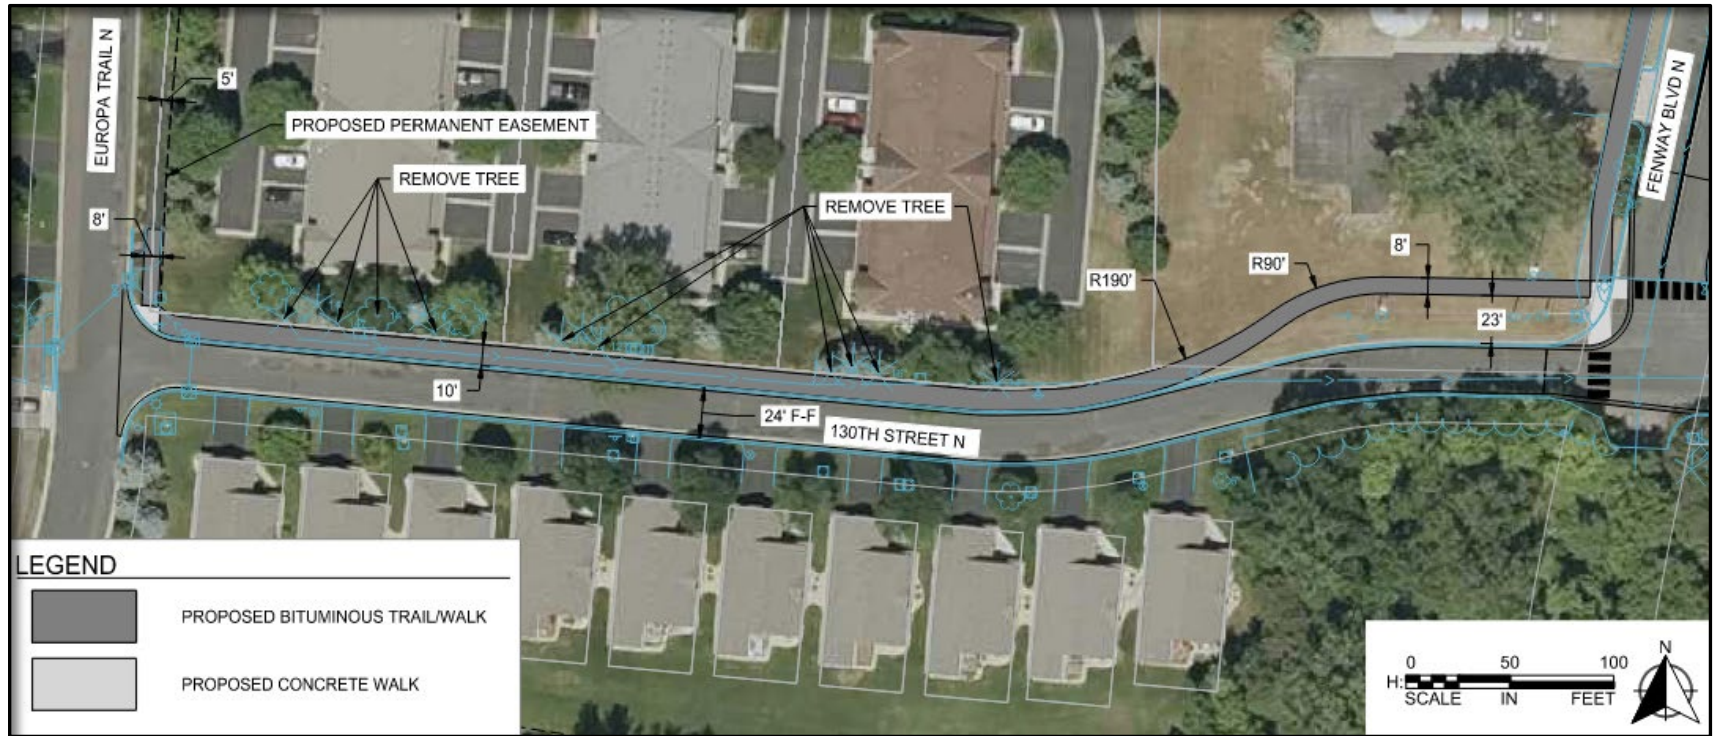 EUROPA TRAIL N
5'
PROPOSED PERMANENT EASEMENT
REMOVE TREE
8'
REMOVE TREE
R190'
R90'
8'
23'
FENWAY BLVD N
10'
24' F-F
130TH STREET N
LEGEND
PROPOSED BITUMINOUS TRAIL/WALK
PROPOSED CONCRETE WALK
N
0 50 100
H:
SCALE IN FEET